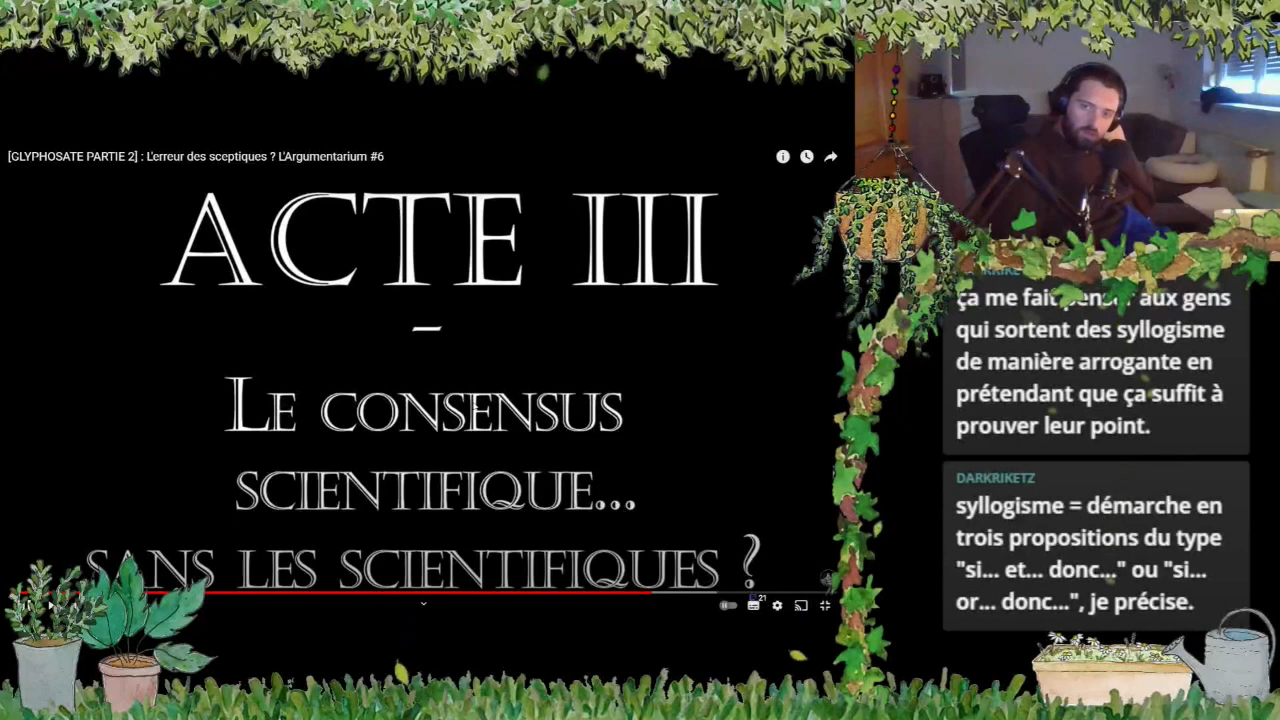 [GLYPHOSATE PARTIE 2] : L'erreur des sceptiques ? L'Argumentarium #6
ACTE III
–
LE CONSENSUS
SCIENTIFIQUE...
SANS LES SCIENTIFIQUES ?
21
ça me fait penser aux gens
qui sortent des syllogisme
de manière arrogante en
prétendant que ça suffit à
prouver leur point.
DARKRIKETZ
syllogisme = démarche en
trois propositions du type
"si... et... donc..." ou "si...
or... donc...", je précise.